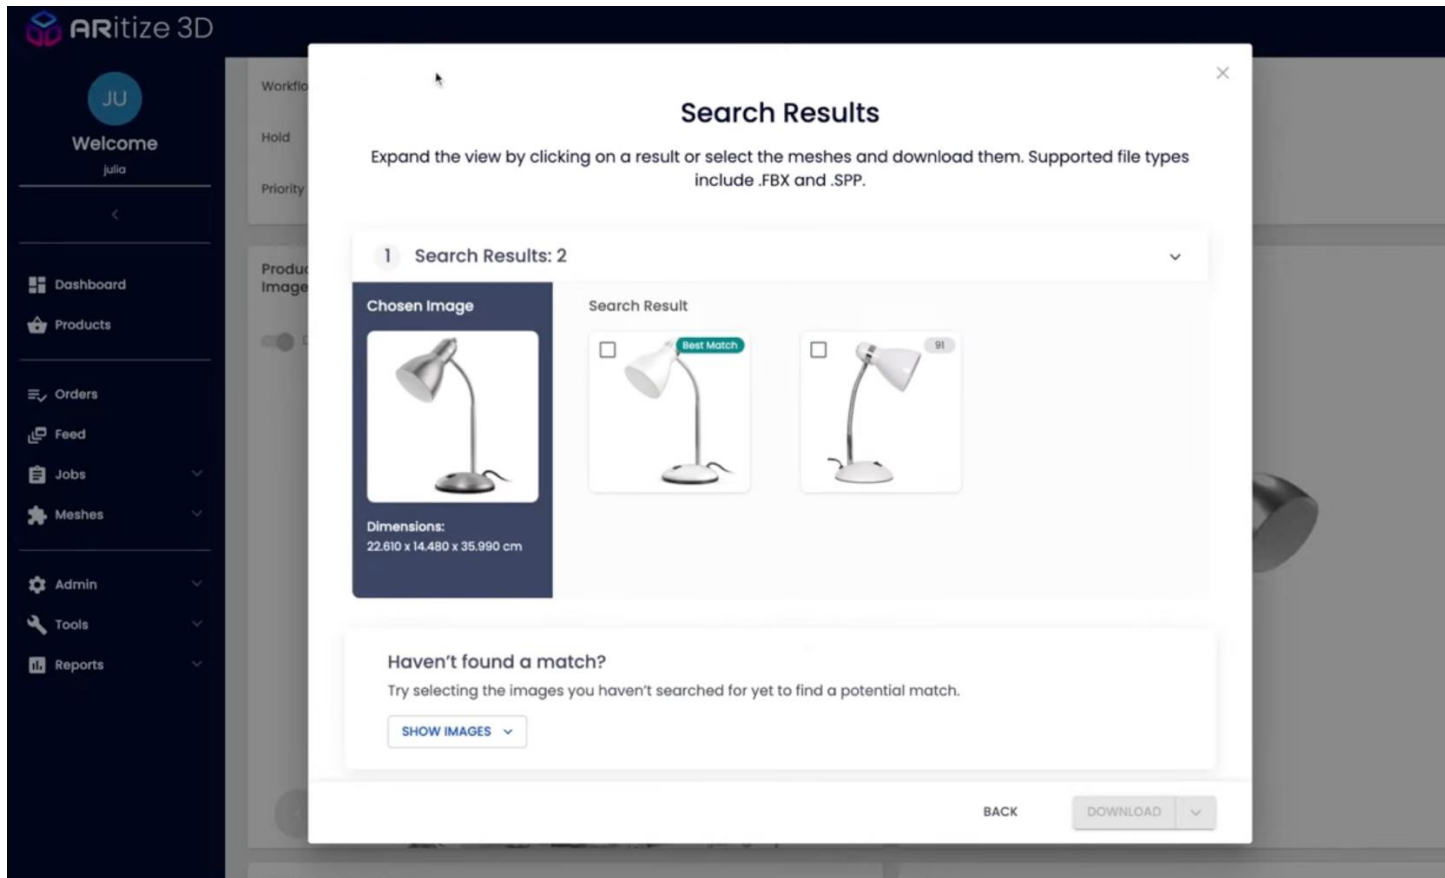 ARitize 3D
JU
Welcome
julia
Dashboard
Products
Orders
Feed
Jobs
Meshes
Admin
Tools
Reports
Hold
Priority
Search Results
Expand the view by clicking on a result or select the meshes and download them. Supported file types
include .FBX and .SPP.
1 Search Results: 2
Chosen Image
Search Result
Best Match
91
Dimensions:
22.610 x 14.480 x 35.990 cm
Haven't found a match?
Try selecting the images you haven't searched for yet to find a potential match.
SHOW IMAGES
BACK
DOWNLOAD